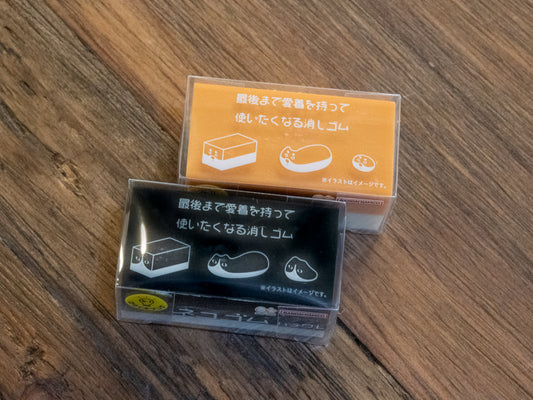 最後まで愛着を持って
使いたくなる消しゴム
※イラストはイメージです。
最後まで愛着を持って
使いたくなる消しゴム
※イラストはイメージです。
ネコゴム